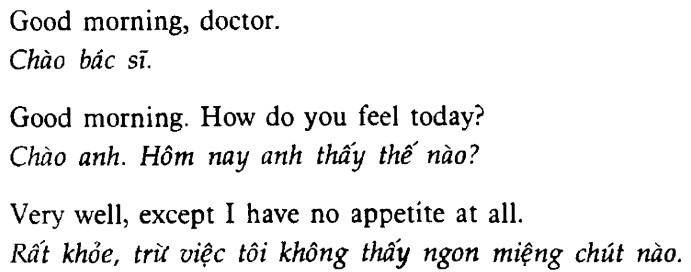 Good morning, doctor.
Chào bác sĩ.
Good morning. How do you feel today?
Chào anh. Hôm nay anh thấy thế nào?
Very well, except I have no appetite at all.
Rất khỏe, trừ việc tôi không thấy ngon miệng chút nào.